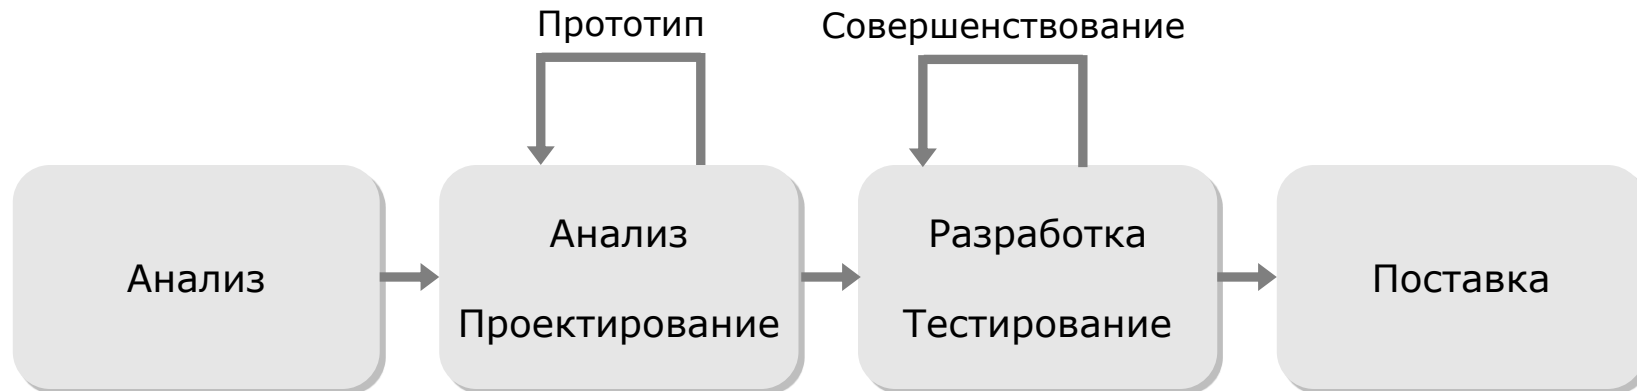 Прототип
Совершенствование
Анализ
Анализ
Проектирование
Разработка
Тестирование
Поставка